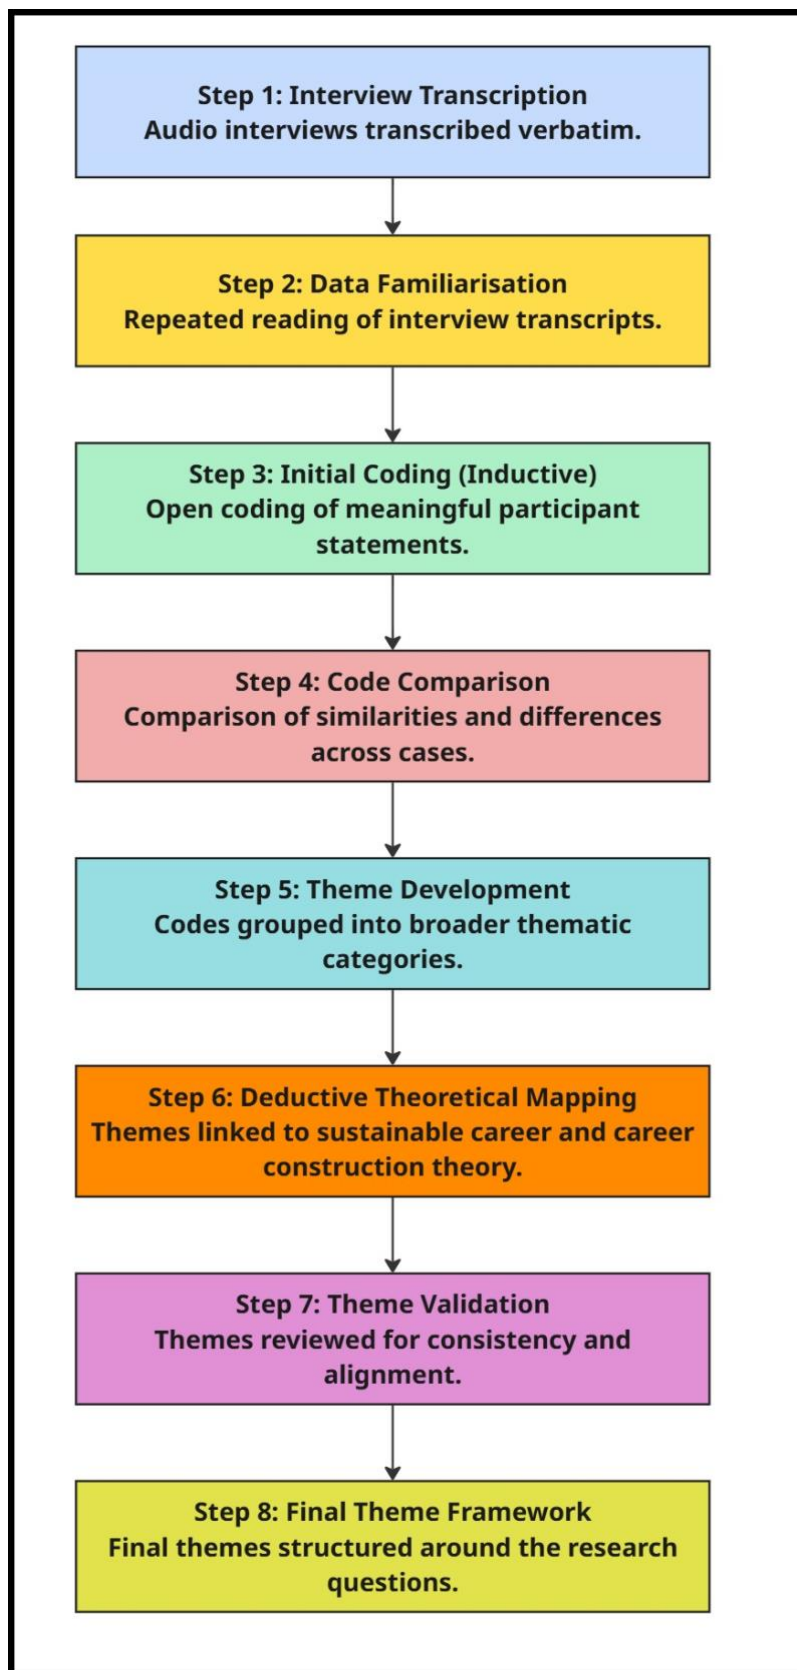 Step 1: Interview Transcription
Audio interviews transcribed verbatim.
Step 2: Data Familiarisation
Repeated reading of interview transcripts.
Step 3: Initial Coding (Inductive)
Open coding of meaningful participant
statements.
Step 4: Code Comparison
Comparison of similarities and differences
across cases.
Step 5: Theme Development
Codes grouped into broader thematic
categories.
Step 6: Deductive Theoretical Mapping
Themes linked to sustainable career and career
construction theory.
Step 7: Theme Validation
Themes reviewed for consistency and
alignment.
Step 8: Final Theme Framework
Final themes structured around the research
questions.